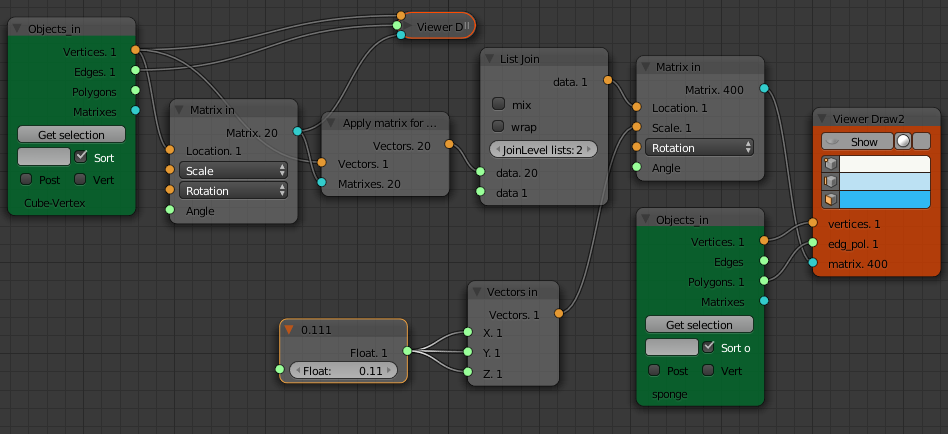 Objects_in
Vertices. 1
Edges. 1
Polygons
Matrixes
Get selection
Sort
Post
Vert
Cube-Vertex
Matrix in
Matrix. 20
Location. 1
Scale
Rotation
Angle
Viewer D
Apply matrix for ...
Vertices. 20
Vertices. 1
Matrixes. 20
List Join
data. 1
mix
wrap
JoinLevel lists: 2
data. 20
data 1
Matrix in
Matrix. 400
Location. 1
Scale. 1
Rotation
Angle
Viewer Draw2
Show
vertices. 1
edg_pol. 1
matrix. 400
Objects_in
Vertices. 1
Edges
Polygons. 1
Matrixes
Get selection
Sort o
Post
Vert
sponge
Vectors in
Vectors. 1
X. 1
Y. 1
Z. 1
0.111
Float. 1
Float: 0.11